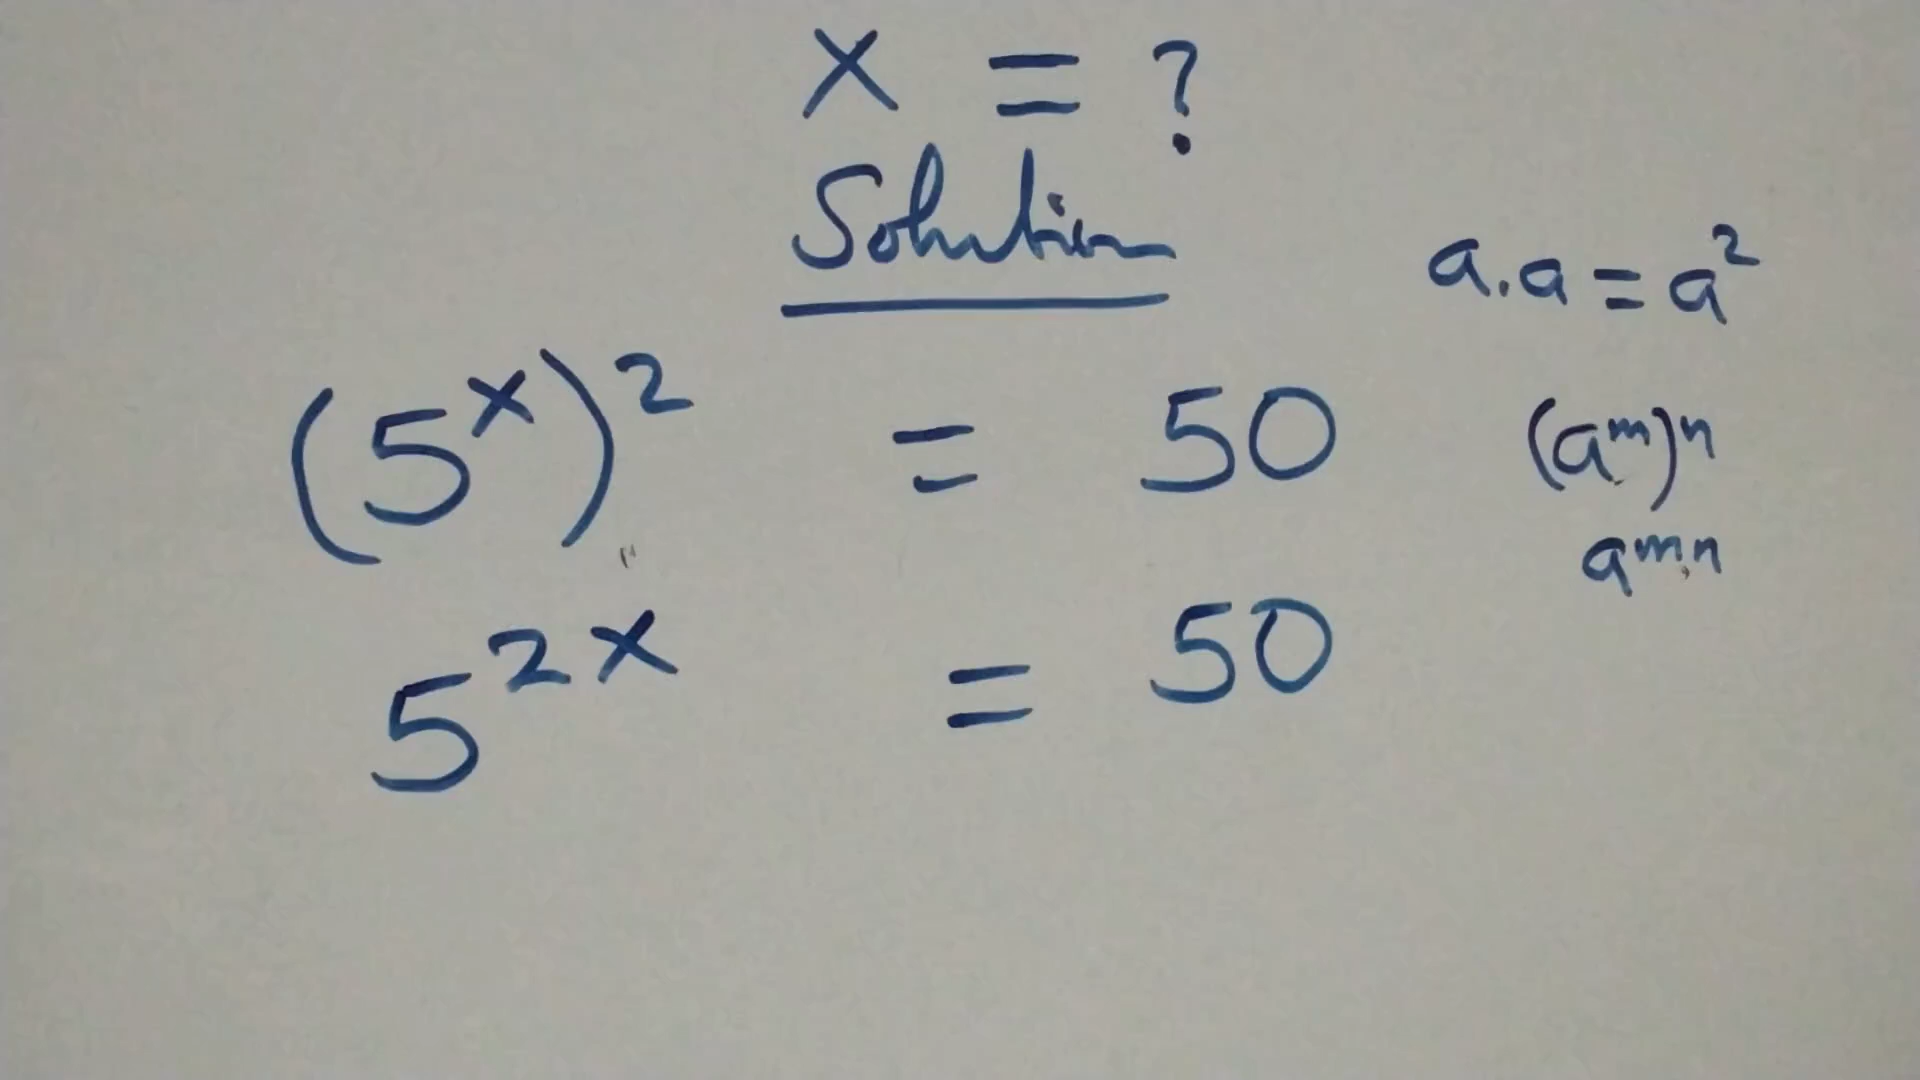 x = ?
Solution
a.a = a²
(5ˣ)² = 50
(aᵐ)ⁿ
aᵐ·ⁿ
5²ˣ = 50